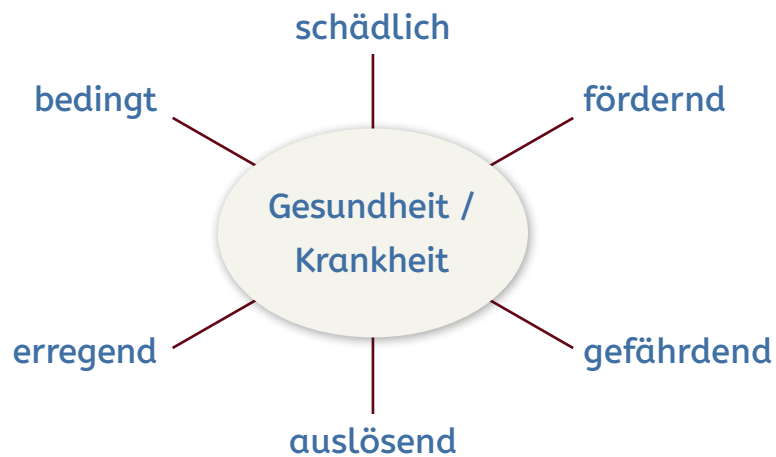 schädlich
bedingt
fördernd
Gesundheit /
Krankheit
erregend
gefährdend
auslösend